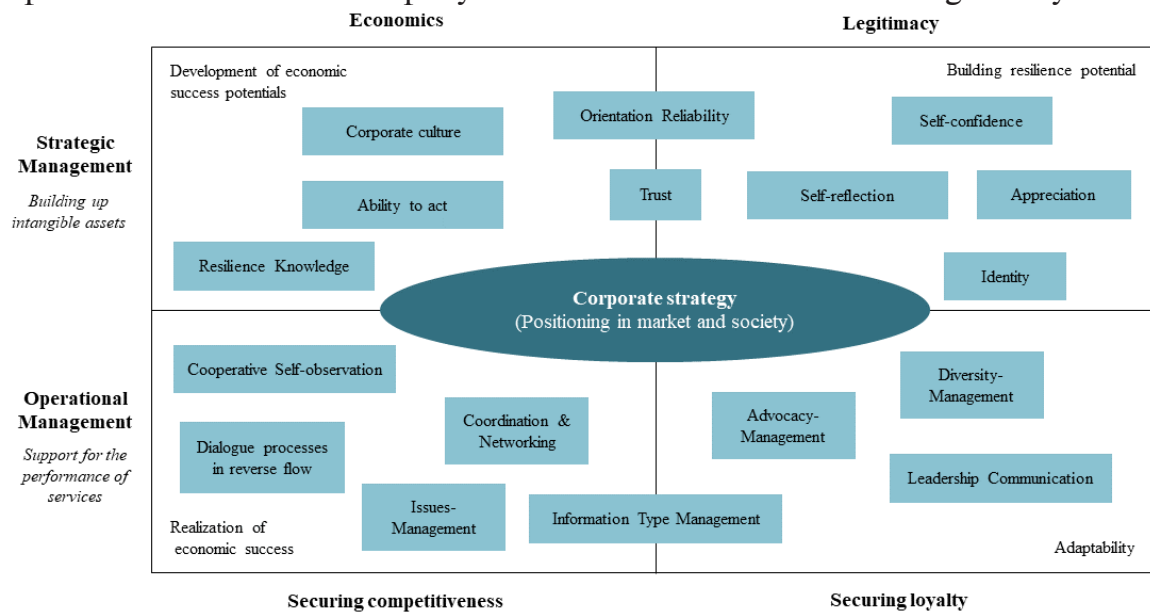 Economics
Legitimacy
Development of economic
success potentials
Building resilience potential
Orientation Reliability
Self-confidence
Corporate culture
Strategic
Management
Building up
intangible assets
Trust
Self-reflection
Appreciation
Ability to act
Resilience Knowledge
Identity
Corporate strategy
(Positioning in market and society)
Cooperative Self-observation
Diversity-
Management
Operational
Management
Support for the
performance of
services
Coordination &
Networking
Advocacy-
Management
Dialogue processes
in reverse flow
Leadership Communication
Issues-
Management
Information Type Management
Realization of
economic success
Adaptability
Securing competitiveness
Securing loyalty